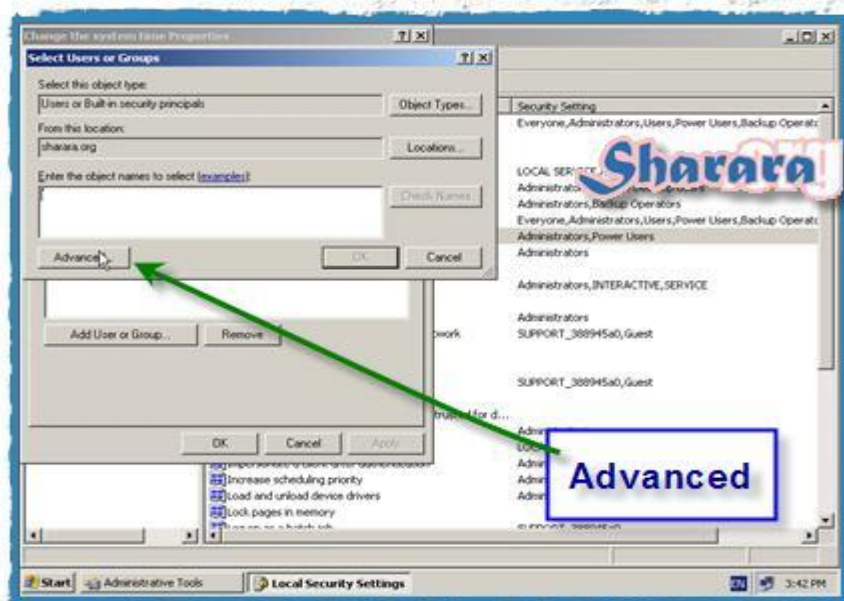 Change the system time Properties
Select Users or Groups
Select this object type:
Users or Built-in security principals
Object Types...
From this location:
sharara.org
Locations...
Enter the object names to select (examples):
Check Names
Advance
OK
Cancel
Add User or Group...
Remove
OK
Cancel
Apply
Security Setting
Everyone,Administrators,Users,Power Users,Backup Operato
LOCAL SER
Administrators
Administrators,Backup Operators
Everyone,Administrators,Users,Power Users,Backup Operato
Administrators,Power Users
Administrators
Administrators,INTERACTIVE,SERVICE
Administrators
SUPPORT_388945a0,Guest
SUPPORT_388945a0,Guest
Sharara
org
Increase scheduling priority
Load and unload device drivers
Lock pages in memory
Advanced
Start
Administrative Tools
Local Security Settings
EN
3:42 PM